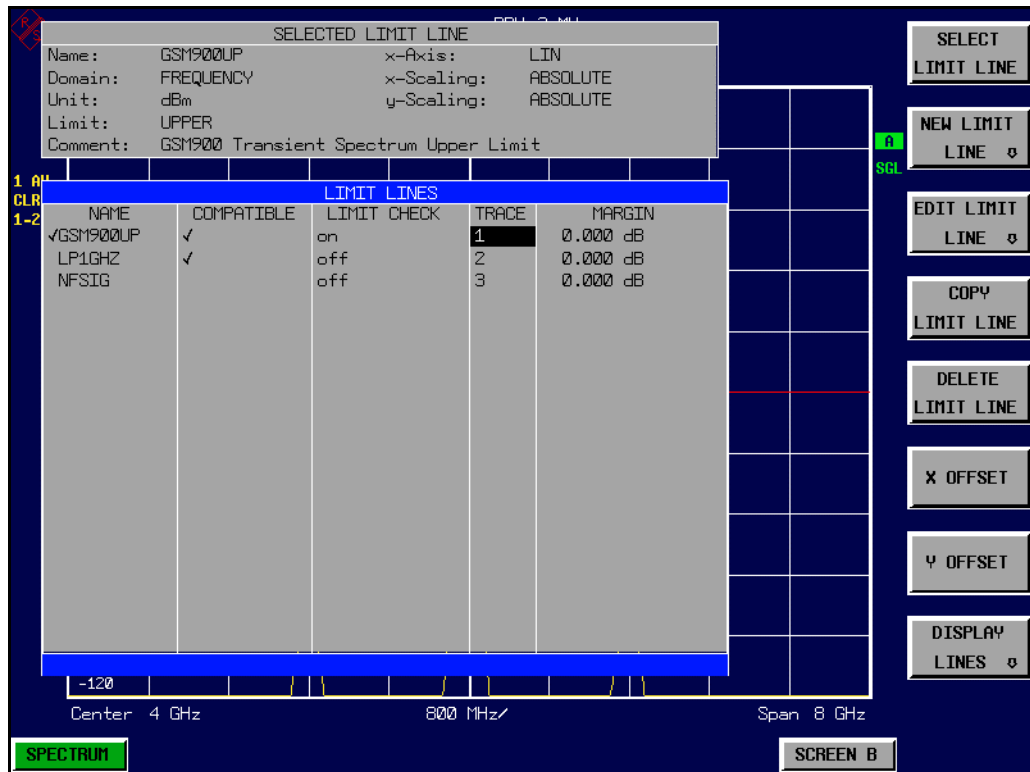 SELECTED LIMIT LINE
Name: GSM900UP x-Axis: LIN
Domain: FREQUENCY x-Scaling: ABSOLUTE
Unit: dBm y-Scaling: ABSOLUTE
Limit: UPPER
Comment: GSM900 Transient Spectrum Upper Limit
A
SGL
CLR
1-2
LIMIT LINES
NAME COMPATIBLE LIMIT CHECK TRACE MARGIN
✓GSM900UP ✓ on 1 0.000 dB
LP1GHZ ✓ off 2 0.000 dB
NFSIG off 3 0.000 dB
-120
Center 4 GHz 800 MHz/ Span 8 GHz
SPECTRUM
SCREEN B
SELECT
LIMIT LINE
NEW LIMIT
LINE ⇩
EDIT LIMIT
LINE ⇩
COPY
LIMIT LINE
DELETE
LIMIT LINE
X OFFSET
Y OFFSET
DISPLAY
LINES ⇩